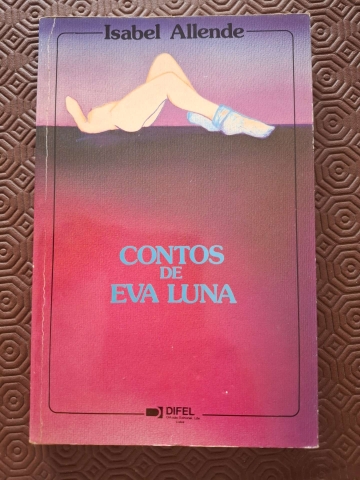 Isabel Allende
CONTOS
DE
EVA LUNA
DIFEL